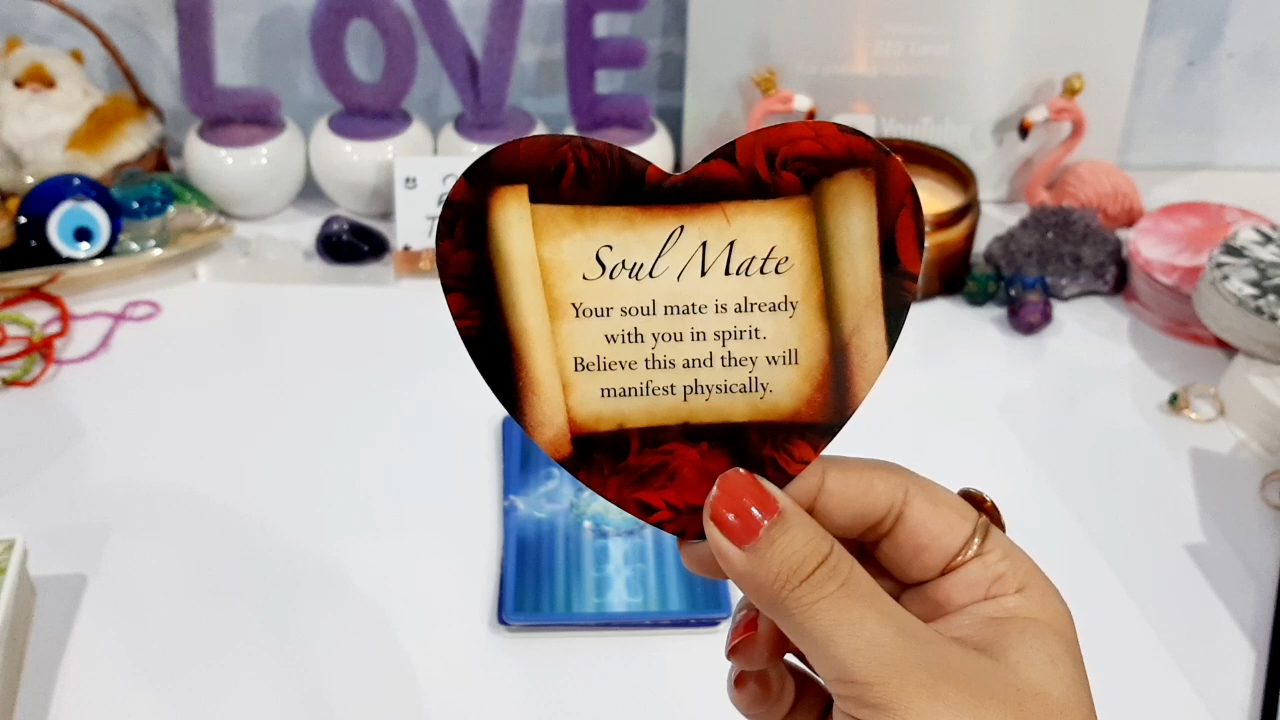 LOVE
Soul Mate
Your soul mate is already
with you in spirit.
Believe this and they will
manifest physically.
YouTube